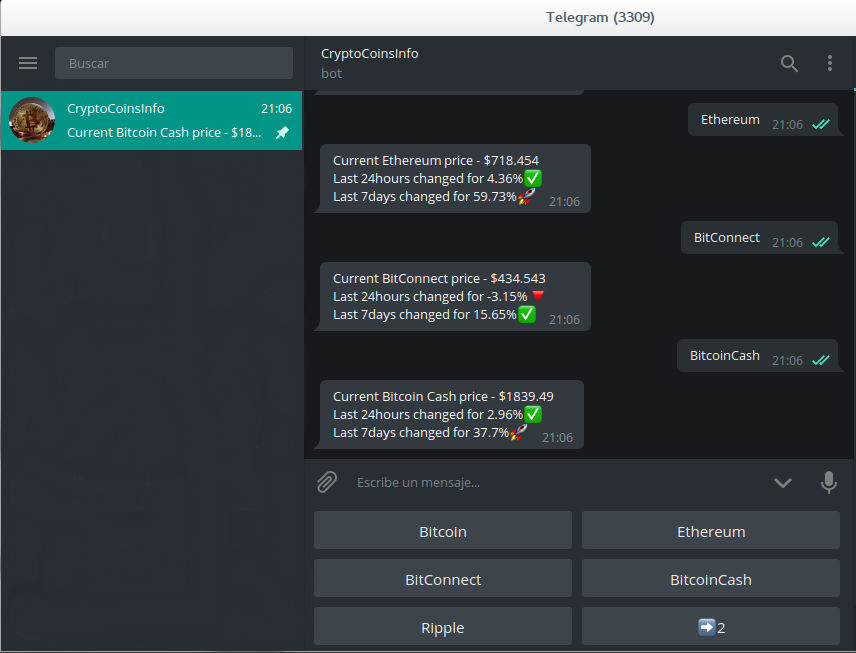 Telegram (3309)
Buscar
CryptoCoinsInfo
21:06
Current Bitcoin Cash price - $18...
CryptoCoinsInfo
bot
Ethereum 21:06
Current Ethereum price - $718.454
Last 24hours changed for 4.36%✅
Last 7days changed for 59.73%🚀 21:06
BitConnect 21:06
Current BitConnect price - $434.543
Last 24hours changed for -3.15%🔻
Last 7days changed for 15.65%✅ 21:06
BitcoinCash 21:06
Current Bitcoin Cash price - $1839.49
Last 24hours changed for 2.96%✅
Last 7days changed for 37.7%🚀 21:06
Escribe un mensaje...
Bitcoin
Ethereum
BitConnect
BitcoinCash
Ripple
➡2